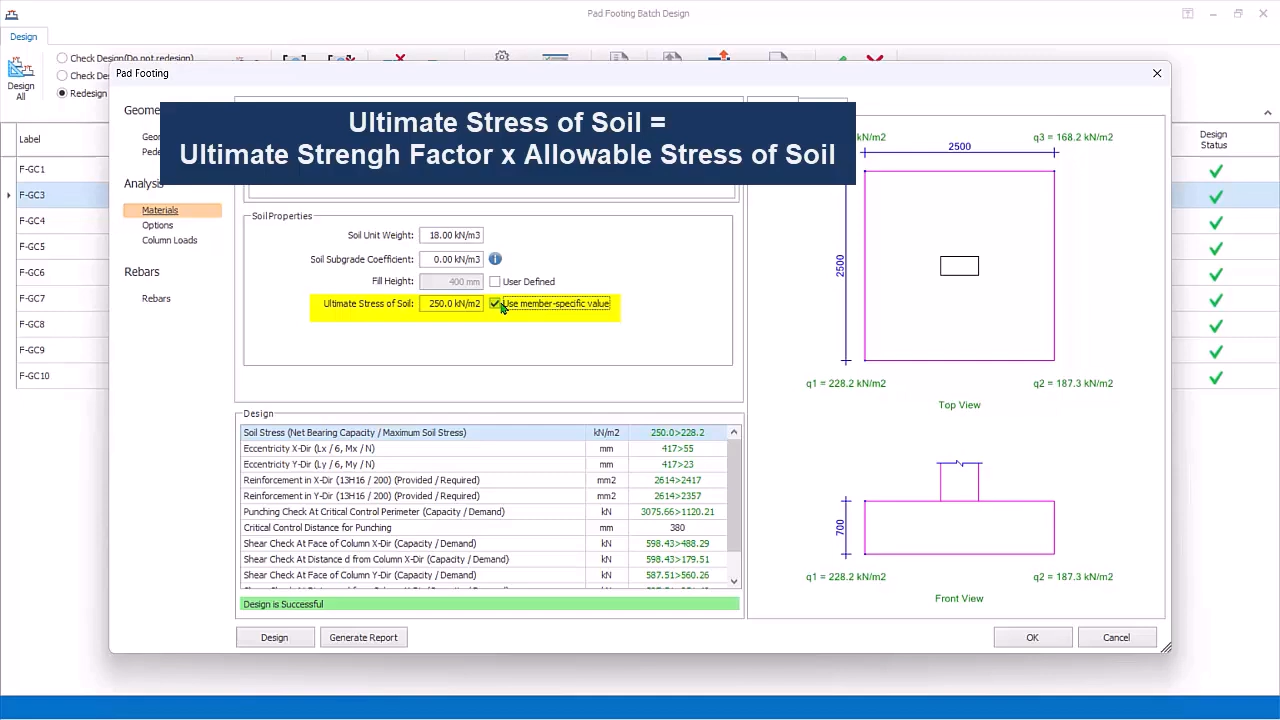 Pad Footing Batch Design
Design
Check Design(Do not redesign)
Check De
Redesign
Design
All
Pad Footing
Ultimate Stress of Soil =
Ultimate Strengh Factor x Allowable Stress of Soil
Geome
Geo
Pede
Analysis
Materials
Options
Column Loads
Rebars
Rebars
Label
F-GC1
F-GC3
F-GC4
F-GC5
F-GC6
F-GC7
F-GC8
F-GC9
F-GC10
Design
Status
Soil Properties
Soil Unit Weight: 18.00 kN/m3
Soil Subgrade Coefficient: 0.00 kN/m3
Fill Height: 400 mm User Defined
Ultimate Stress of Soil: 250.0 kN/m2 Use member-specific value
Design
Soil Stress (Net Bearing Capacity / Maximum Soil Stress) kN/m2 250.0>228.2
Eccentricity X-Dir (Lx / 6, Mx / N) mm 417>55
Eccentricity Y-Dir (Ly / 6, My / N) mm 417>23
Reinforcement in X-Dir (13H16 / 200) (Provided / Required) mm2 2614>2417
Reinforcement in Y-Dir (13H16 / 200) (Provided / Required) mm2 2614>2357
Punching Check At Critical Control Perimeter (Capacity / Demand) kN 3075.66>1120.21
Critical Control Distance for Punching mm 380
Shear Check At Face of Column X-Dir (Capacity / Demand) kN 598.43>488.29
Shear Check At Distance d from Column X-Dir (Capacity / Demand) kN 598.43>179.51
Shear Check At Face of Column Y-Dir (Capacity / Demand) kN 587.51>560.26
Design is Successful
Design
Generate Report
kN/m2
q3 = 168.2 kN/m2
2500
2500
q1 = 228.2 kN/m2
q2 = 187.3 kN/m2
Top View
700
q1 = 228.2 kN/m2
q2 = 187.3 kN/m2
Front View
OK
Cancel